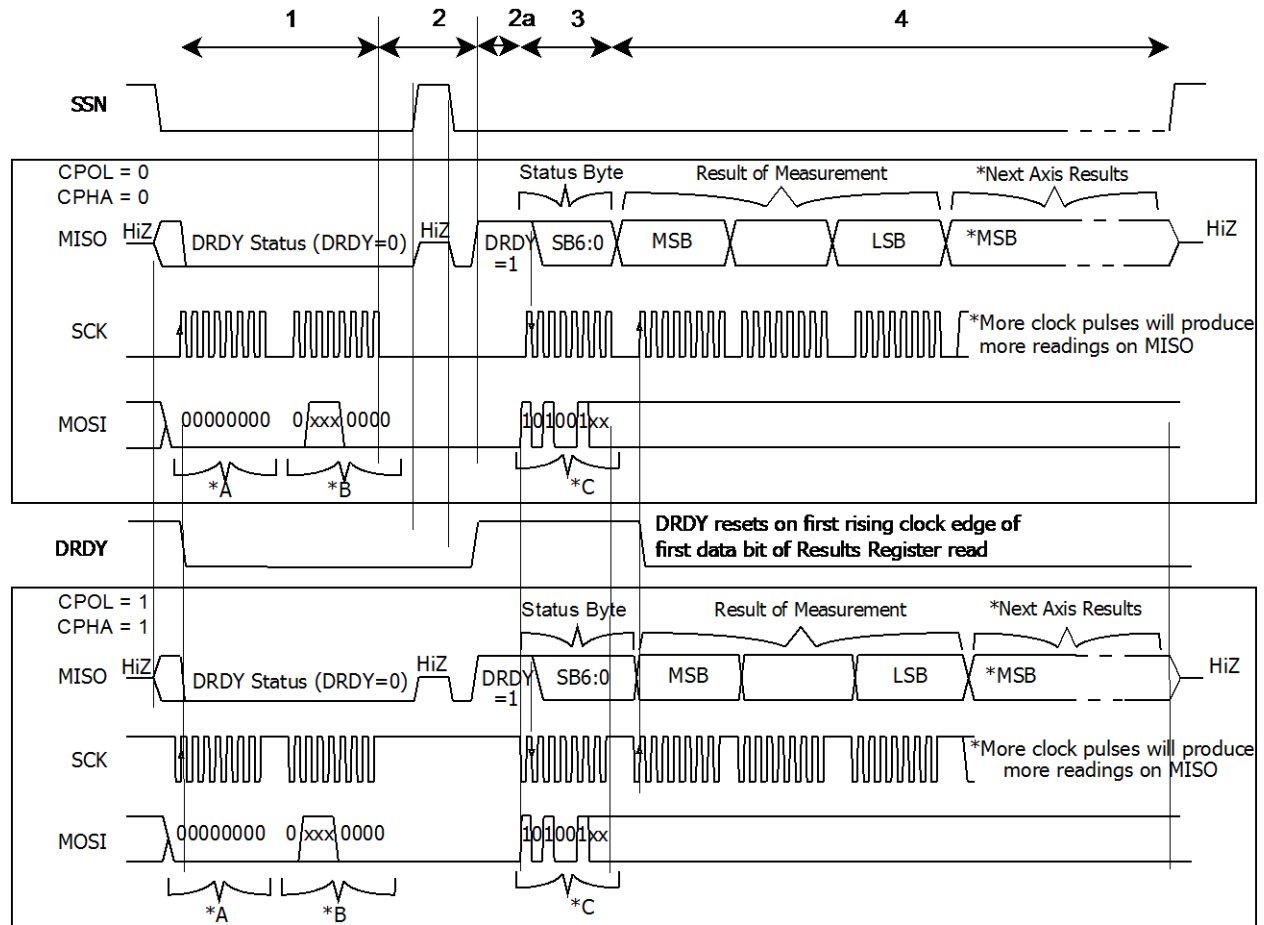 1 2 2a 3 4
SSN
CPOL = 0
CPHA = 0
Status Byte
Result of Measurement
*Next Axis Results
MISO HiZ DRDY Status (DRDY=0) HiZ DRDY SB6:0 MSB LSB *MSB HiZ
=1
SCK
*More clock pulses will produce
more readings on MISO
MOSI 00000000 0 xxx 0000 101001xx
*A *B *C
DRDY
DRDY resets on first rising clock edge of
first data bit of Results Register read
CPOL = 1
CPHA = 1
Status Byte
Result of Measurement
*Next Axis Results
MISO HiZ DRDY Status (DRDY=0) HiZ DRDY SB6:0 MSB LSB *MSB HiZ
=1
SCK
*More clock pulses will produce
more readings on MISO
MOSI 00000000 0 xxx 0000 101001xx
*A *B *C